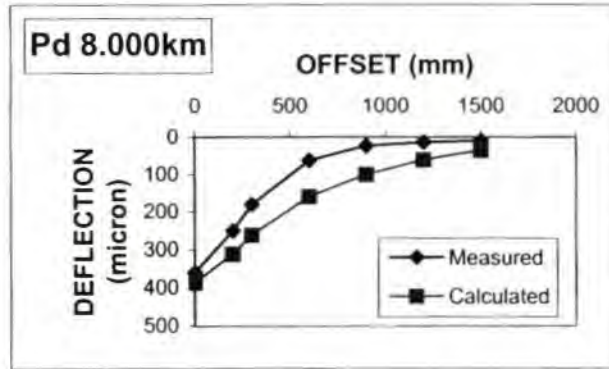 Pd 8.000km
OFFSET (mm)
0 5000 1000 1500 2000
0
100
200
300
400
500
DEFLECTION
(micron)
Measured
Calculated